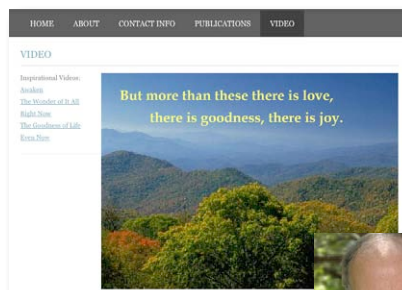 HOME ABOUT CONTACT INFO PUBLICATIONS VIDEO
VIDEO
Inspirational Videos:
Awaken
The Wonder of It All
Right Now
The Goodness of Life
Even Now
But more than these there is love,
there is goodness, there is joy.